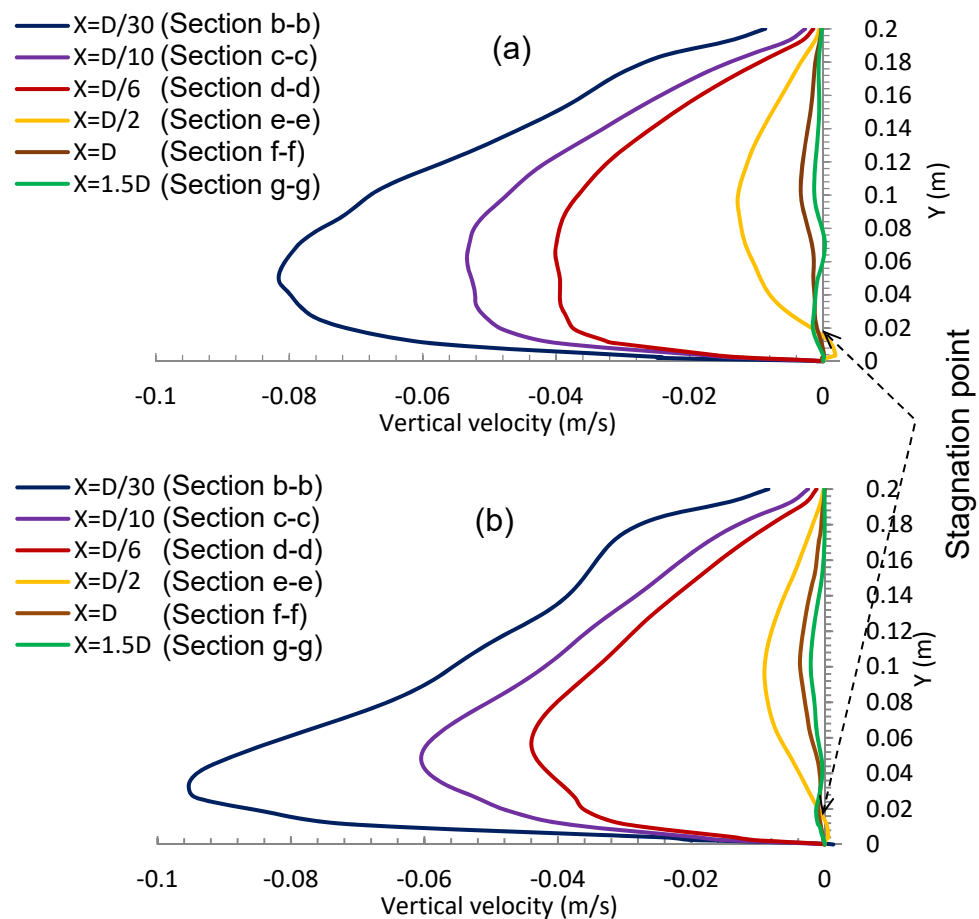 X=D/30 (Section b-b)
X=D/10 (Section c-c)
X=D/6 (Section d-d)
X=D/2 (Section e-e)
X=D (Section f-f)
X=1.5D (Section g-g)
(a)
0.2
0.18
0.16
0.14
0.12
0.1
0.08
0.06
0.04
0.02
0
Y (m)
-0.1 -0.08 -0.06 -0.04 -0.02 0
Vertical velocity (m/s)
Stagnation point
X=D/30 (Section b-b)
X=D/10 (Section c-c)
X=D/6 (Section d-d)
X=D/2 (Section e-e)
X=D (Section f-f)
X=1.5D (Section g-g)
(b)
0.2
0.18
0.16
0.14
0.12
0.1
0.08
0.06
0.04
0.02
0
Y (m)
-0.1 -0.08 -0.06 -0.04 -0.02 0
Vertical velocity (m/s)